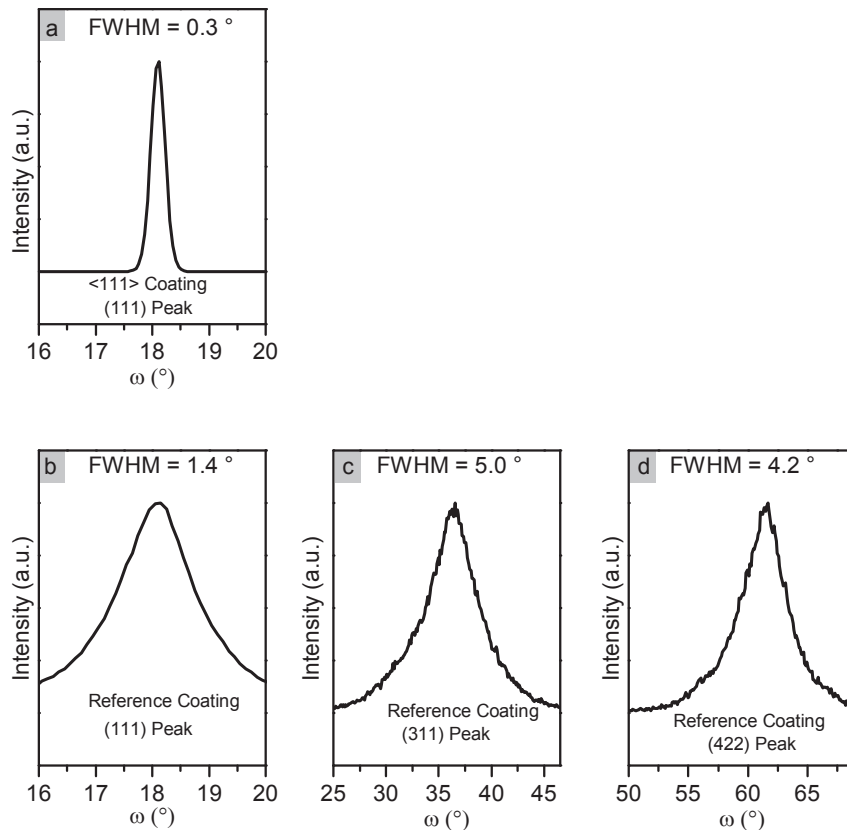 a
FWHM = 0.3 °
Intensity (a.u.)
<111> Coating
(111) Peak
16 17 18 19 20
ω (°)
b
FWHM = 1.4 °
Intensity (a.u.)
Reference Coating
(111) Peak
16 17 18 19 20
ω (°)
c
FWHM = 5.0 °
Intensity (a.u.)
Reference Coating
(311) Peak
25 30 35 40 45
ω (°)
d
FWHM = 4.2 °
Intensity (a.u.)
Reference Coating
(422) Peak
50 55 60 65
ω (°)